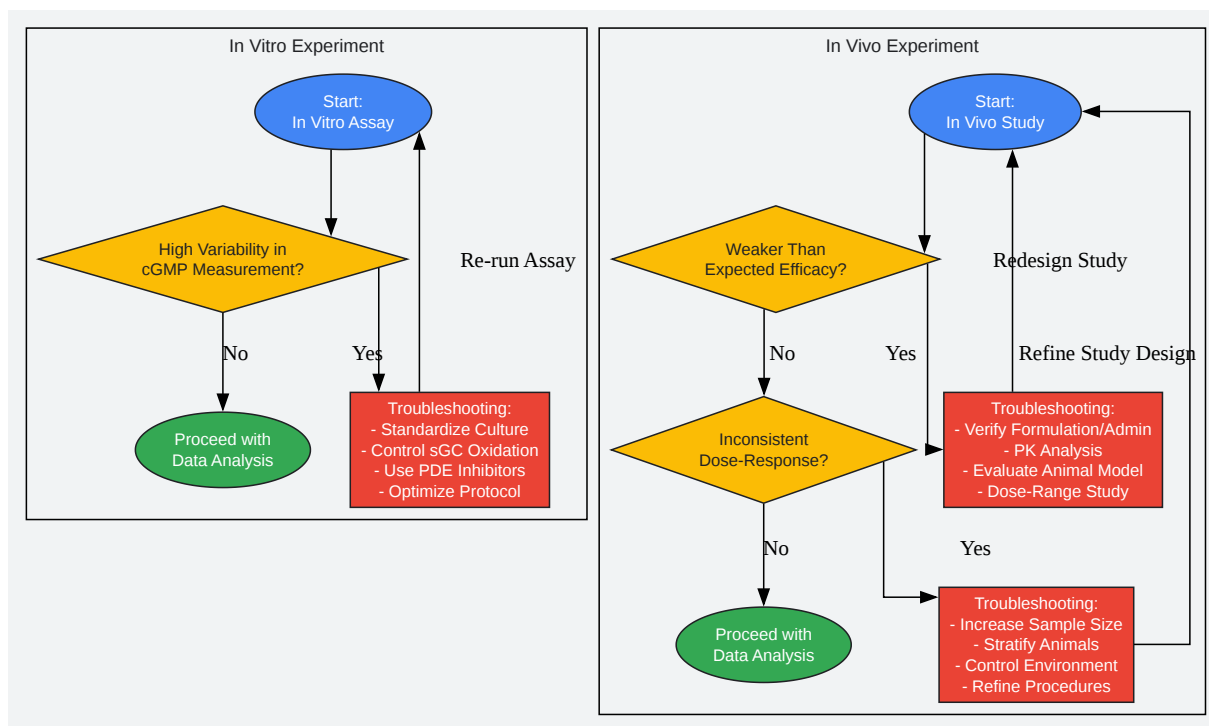 In Vitro Experiment
Start:
In Vitro Assay
High Variability in
cGMP Measurement?
Re-run Assay
No
Yes
Proceed with
Data Analysis
Troubleshooting:
- Standardize Culture
- Control sGC Oxidation
- Use PDE Inhibitors
- Optimize Protocol
In Vivo Experiment
Start:
In Vivo Study
Weaker Than
Expected Efficacy?
Redesign Study
No
Yes
Refine Study Design
Inconsistent
Dose-Response?
Troubleshooting:
- Verify Formulation/Admin
- PK Analysis
- Evaluate Animal Model
- Dose-Range Study
No
Yes
Proceed with
Data Analysis
Troubleshooting:
- Increase Sample Size
- Stratify Animals
- Control Environment
- Refine Procedures